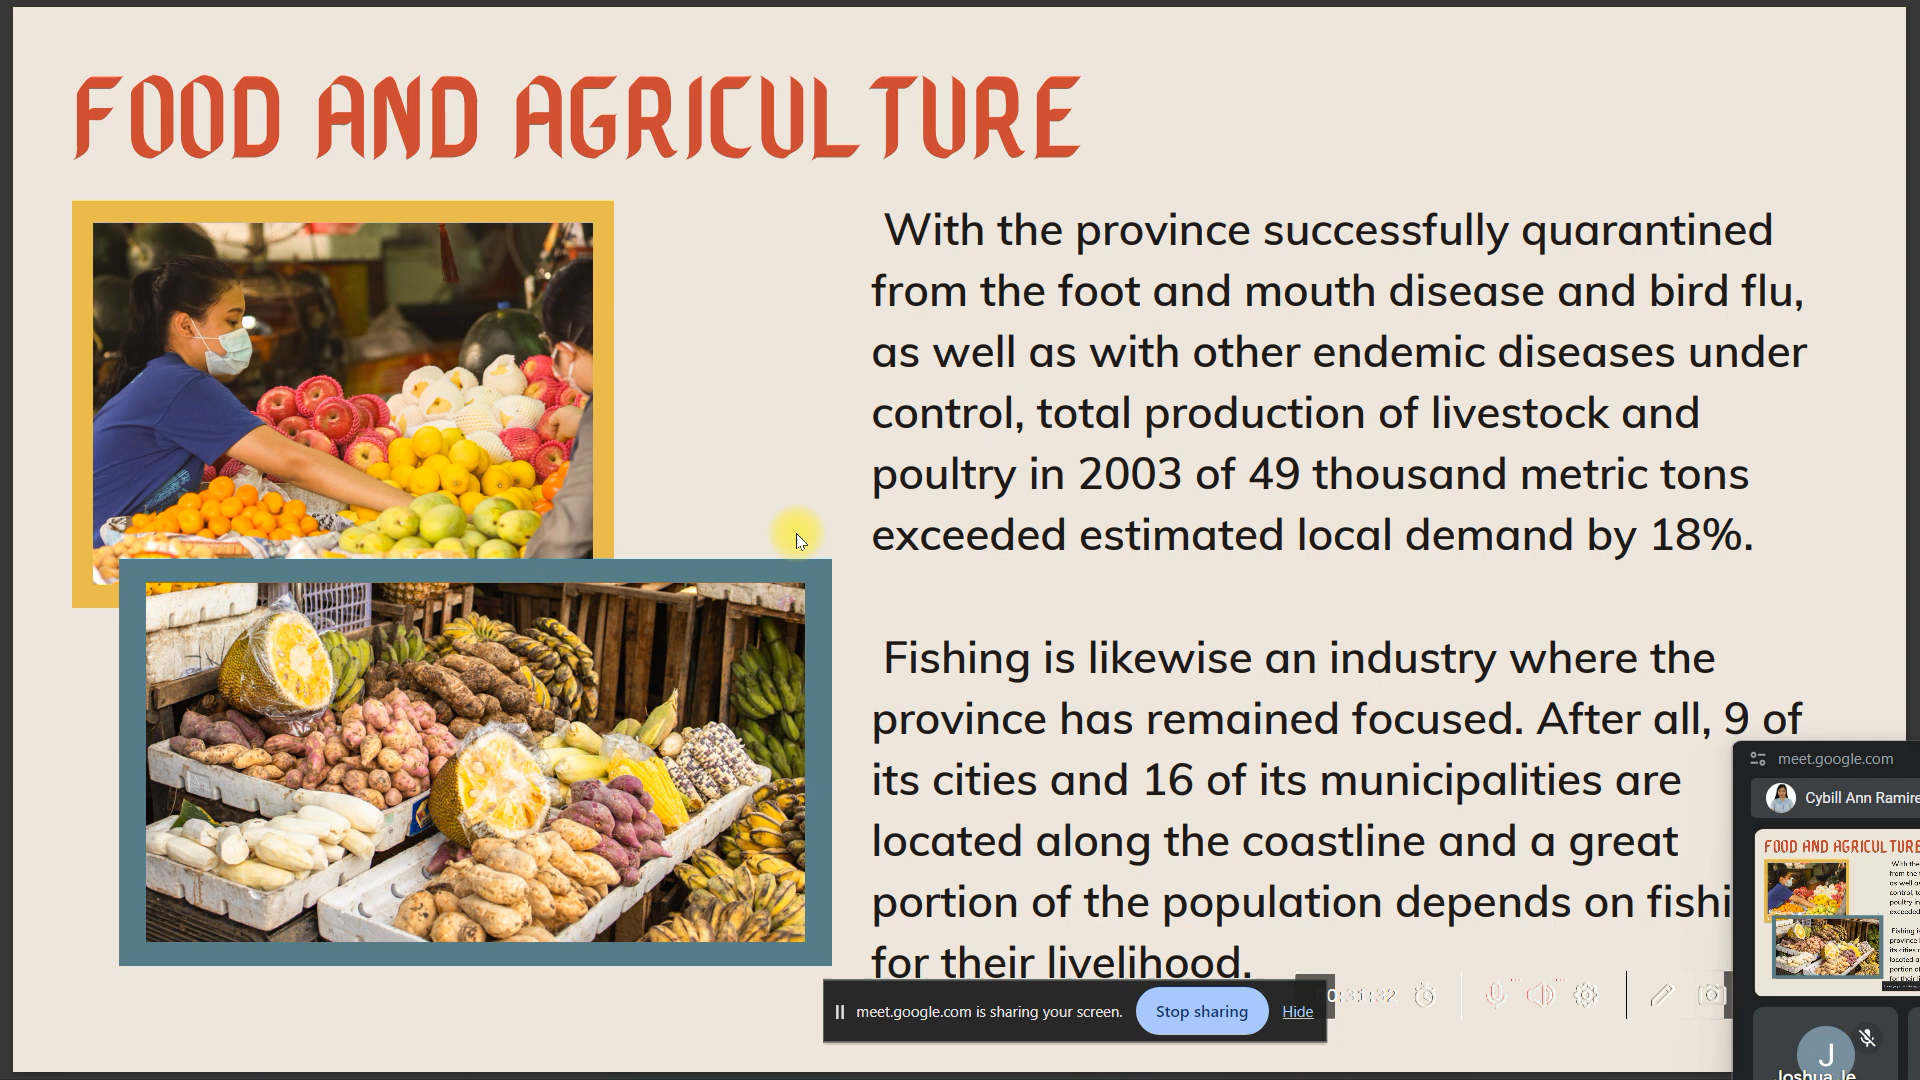 FOOD AND AGRICULTURE
With the province successfully quarantined
from the foot and mouth disease and bird flu,
as well as with other endemic diseases under
control, total production of livestock and
poultry in 2003 of 49 thousand metric tons
exceeded estimated local demand by 18%.
Fishing is likewise an industry where the
province has remained focused. After all, 9 of
its cities and 16 of its municipalities are
located along the coastline and a great
portion of the population depends on fishi
for their livelihood.
meet.google.com is sharing your screen.
Stop sharing
Hide
0:31:32
meet.google.com
Cybill Ann Ramire
FOOD AND AGRICULTURE
J
Joshua Je